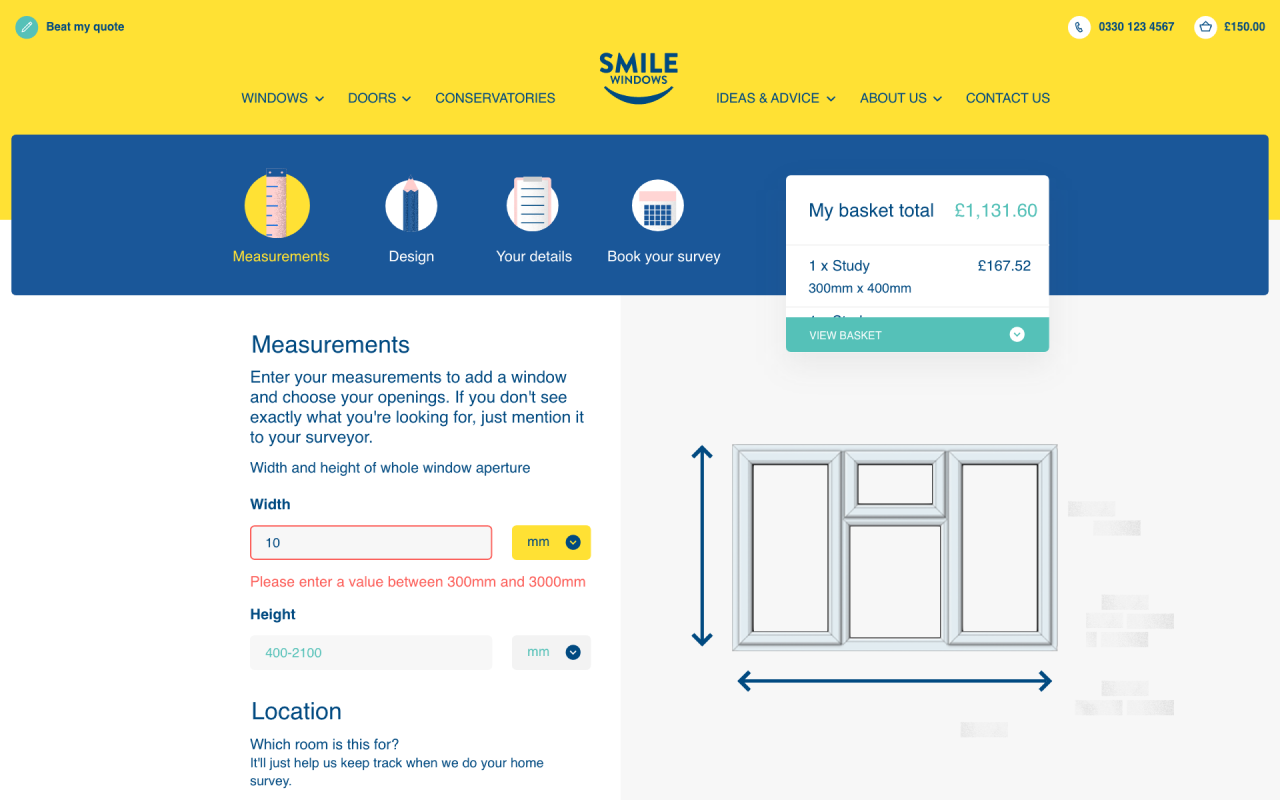 Beat my quote
0330 123 4567
£150.00
SMILE
WINDOWS
WINDOWS
DOORS
CONSERVATORIES
IDEAS & ADVICE
ABOUT US
CONTACT US
Measurements
Design
Your details
Book your survey
My basket total £1,131.60
1 x Study £167.52
300mm x 400mm
VIEW BASKET
Measurements
Enter your measurements to add a window
and choose your openings. If you don't see
exactly what you're looking for, just mention it
to your surveyor.
Width and height of whole window aperture
Width
10 mm
Please enter a value between 300mm and 3000mm
Height
400-2100 mm
Location
Which room is this for?
It'll just help us keep track when we do your home
survey.